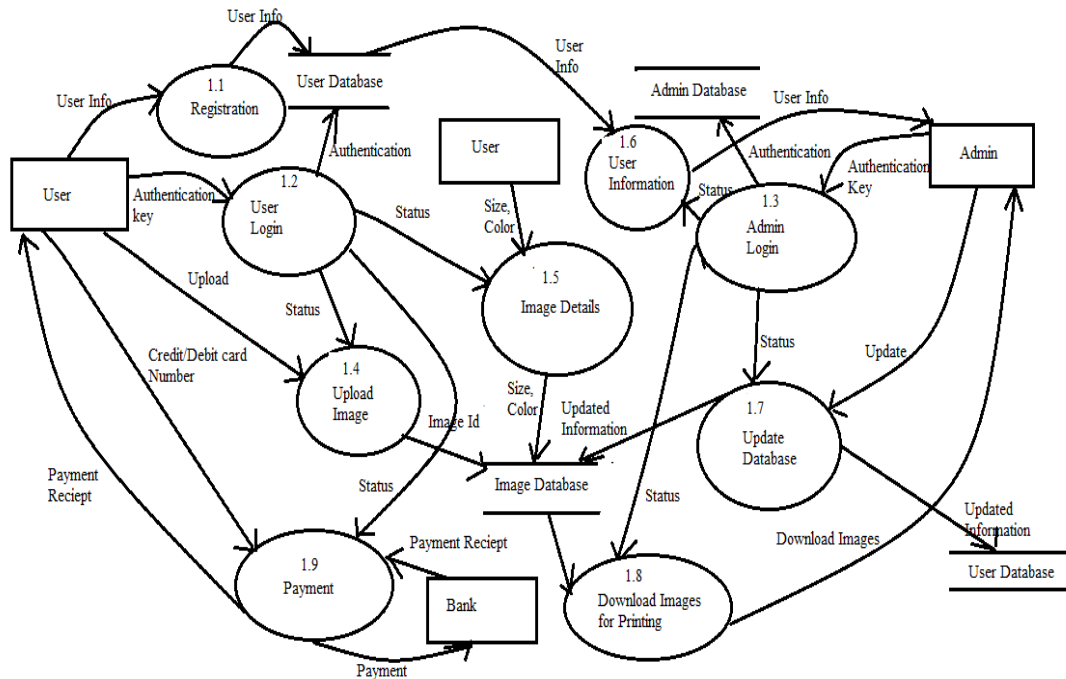 User Info
User Info
1.1
Registration
User Database
User
Info
Admin Database
User Info
User Info
User
Authentication
key
1.2
User
Login
Authentication
User
1.6
User
Information
Authentication
Status
Authentication
Key
Admin
1.3
Admin
Login
Status
Size,
Color
1.5
Image Details
Upload
Status
Status
Update
Credit/Debit card
Number
1.4
Upload
Image
Image Id
Size,
Color
Updated
Information
1.7
Update
Database
Payment
Reciept
Status
Image Database
Status
Download Images
Updated
Information
User Database
1.9
Payment
Payment Reciept
Bank
1.8
Download Images
for Printing
Payment